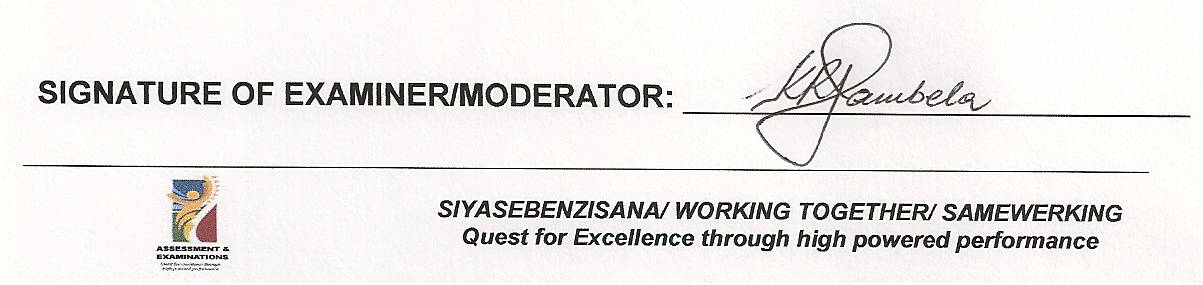 SIGNATURE OF EXAMINER/MODERATOR:
SIYASEBENZISANA/ WORKING TOGETHER/ SAMEWERKING
Quest for Excellence through high powered performance
ASSESSMENT &
EXAMINATIONS